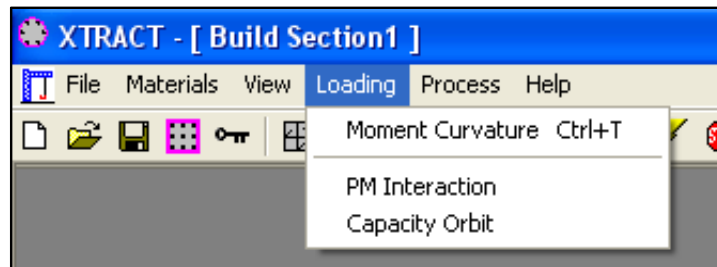 XTRACT - [ Build Section1 ]
File Materials View Loading Process Help
Moment Curvature Ctrl+T
PM Interaction
Capacity Orbit